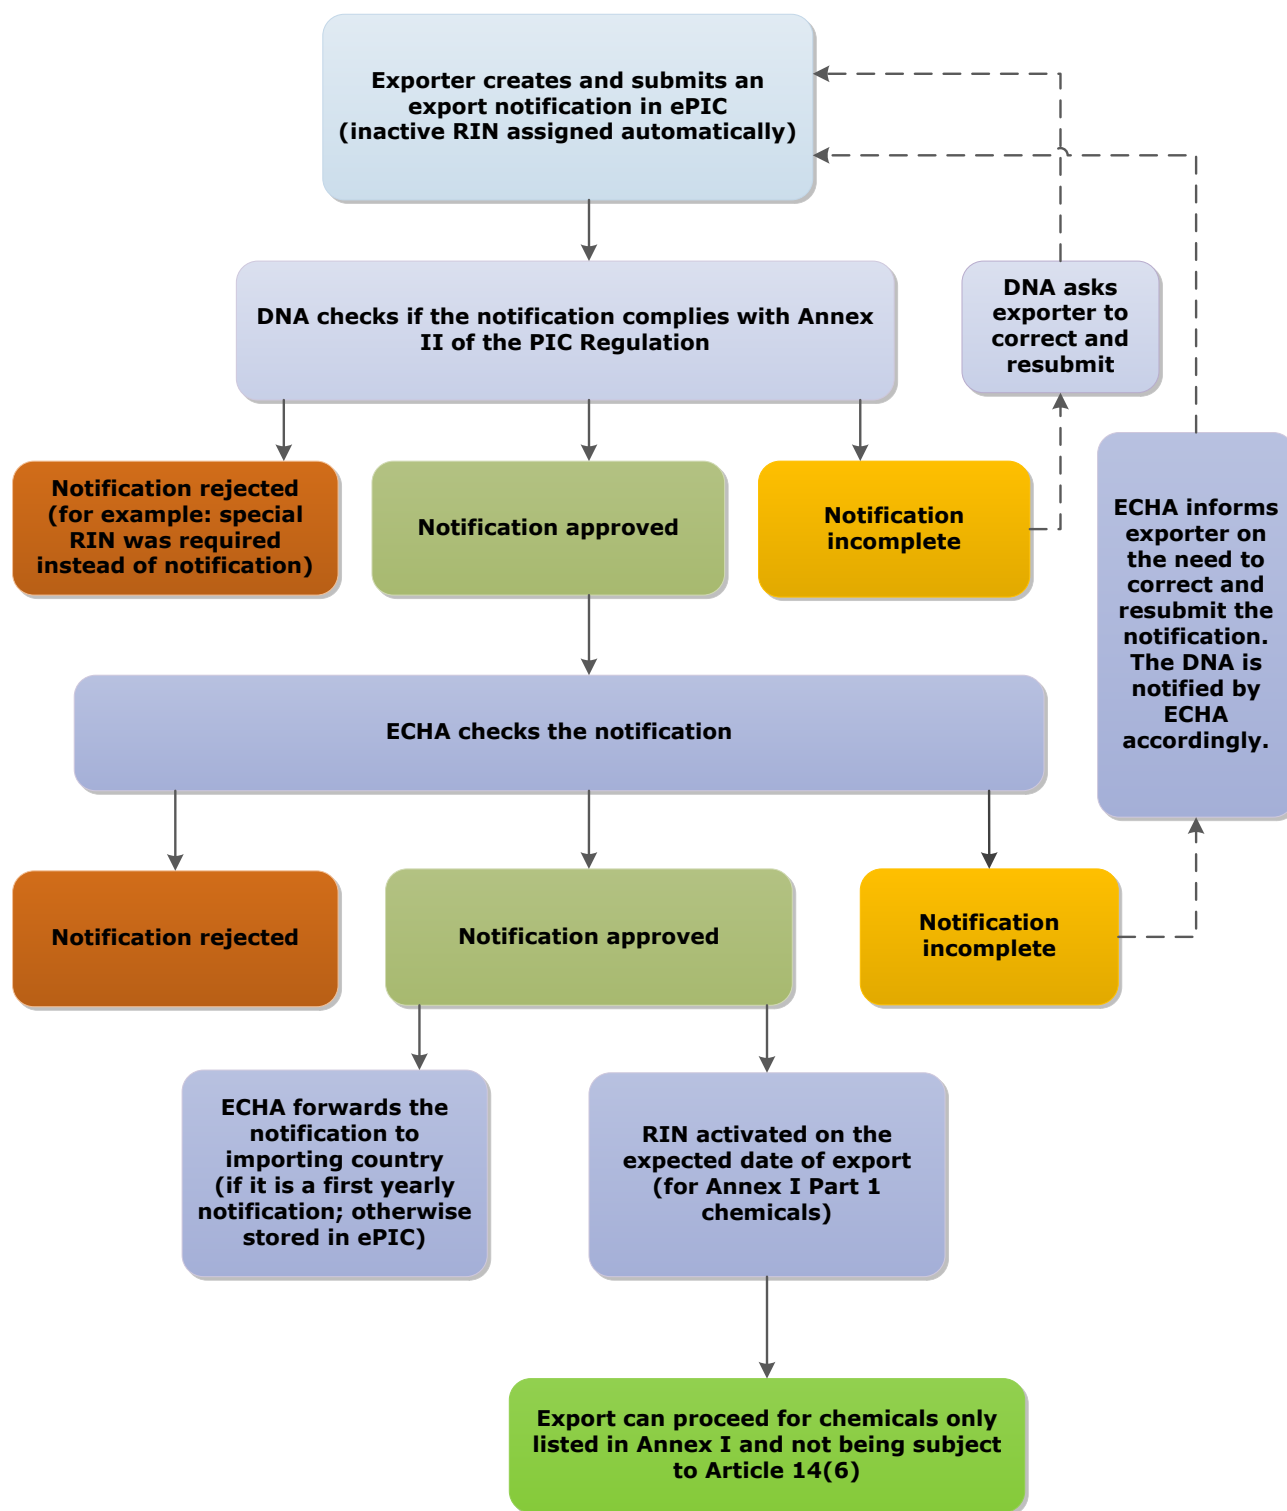 Exporter creates and submits an
export notification in ePIC
(inactive RIN assigned automatically)
DNA checks if the notification complies with Annex
II of the PIC Regulation
DNA asks
exporter to
correct and
resubmit
Notification rejected
(for example: special
RIN was required
instead of notification)
Notification approved
Notification
incomplete
ECHA informs
exporter on
the need to
correct and
resubmit the
notification.
The DNA is
notified by
ECHA
accordingly.
ECHA checks the notification
Notification rejected
Notification approved
Notification
incomplete
ECHA forwards the
notification to
importing country
(if it is a first yearly
notification; otherwise
stored in ePIC)
RIN activated on the
expected date of export
(for Annex I Part 1
chemicals)
Export can proceed for chemicals only
listed in Annex I and not being subject
to Article 14(6)